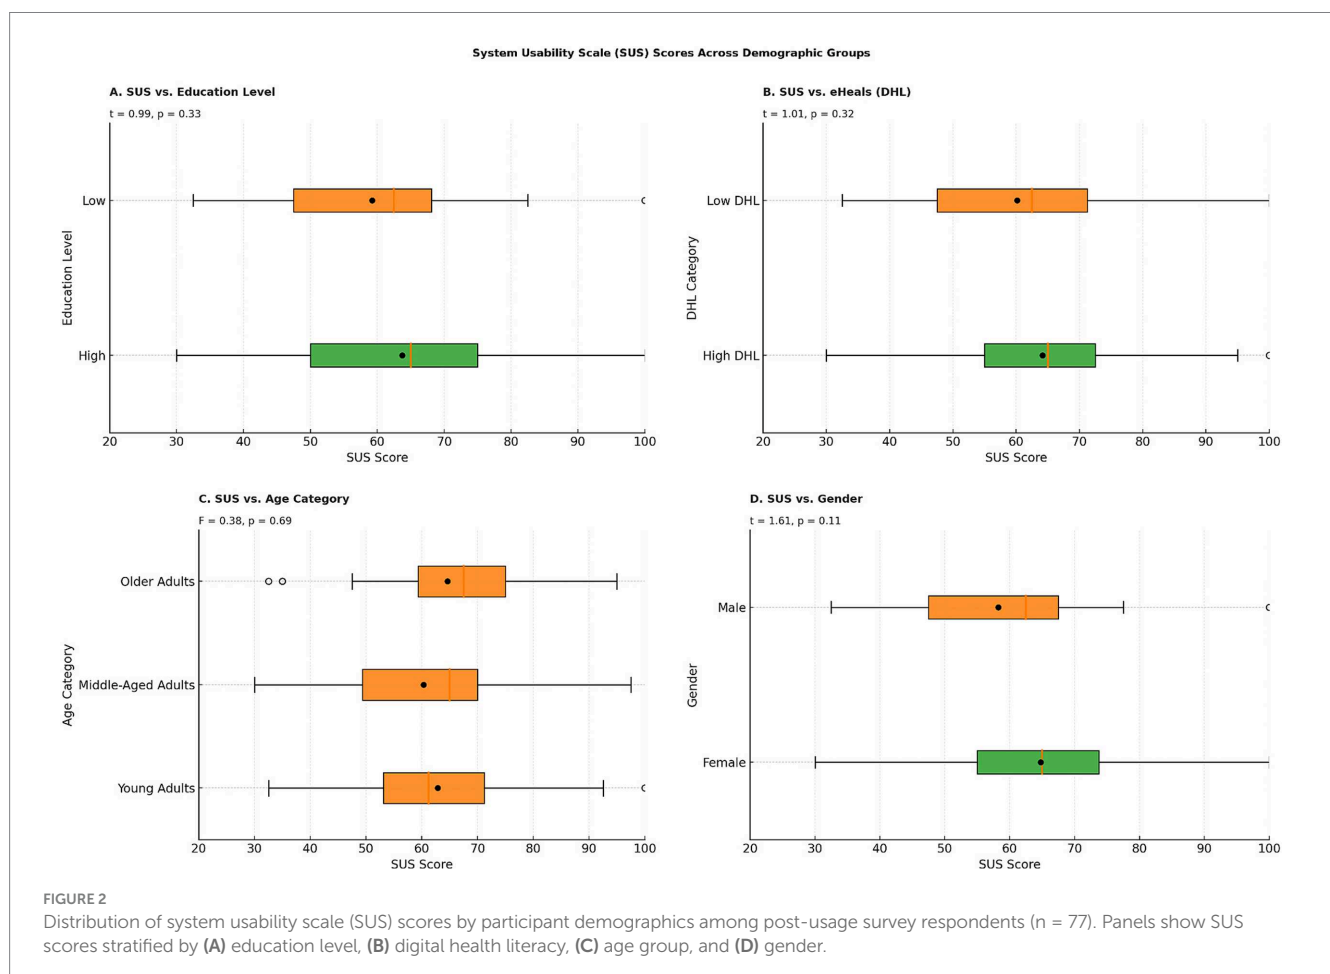 System Usability Scale (SUS) Scores Across Demographic Groups
A. SUS vs. Education Level
t = 0.99, p = 0.33
Low
High
Education Level
20 30 40 50 60 70 80 90 100
SUS Score
B. SUS vs. eHeals (DHL)
t = 1.01, p = 0.32
Low DHL
High DHL
DHL Category
20 30 40 50 60 70 80 90 100
SUS Score
C. SUS vs. Age Category
F = 0.38, p = 0.69
Older Adults
Middle-Aged Adults
Young Adults
Age Category
20 30 40 50 60 70 80 90 100
SUS Score
D. SUS vs. Gender
t = 1.61, p = 0.11
Male
Female
Gender
20 30 40 50 60 70 80 90 100
SUS Score
FIGURE 2
Distribution of system usability scale (SUS) scores by participant demographics among post-usage survey respondents (n = 77). Panels show SUS
scores stratified by (A) education level, (B) digital health literacy, (C) age group, and (D) gender.